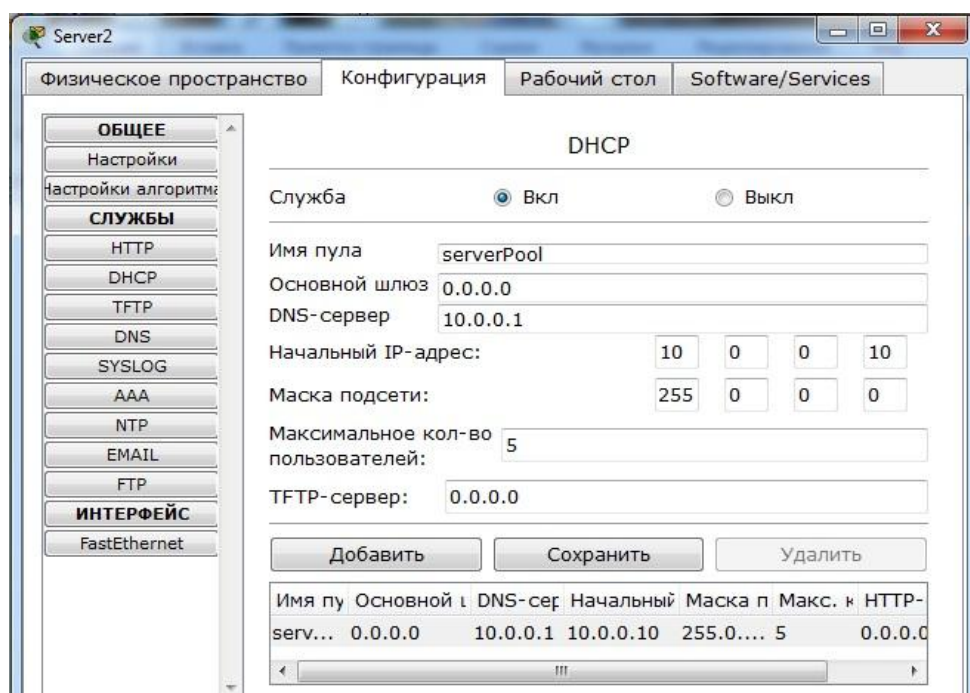 Server2
Физическое пространство Конфигурация Рабочий стол Software/Services
ОБЩЕЕ
Настройки
Настройки алгоритма
СЛУЖБЫ
HTTP
DHCP
TFTP
DNS
SYSLOG
AAA
NTP
EMAIL
FTP
ИНТЕРФЕЙС
FastEthernet
DHCP
Служба Вкл Выкл
Имя пула serverPool
Основной шлюз 0.0.0.0
DNS-сервер 10.0.0.1
Начальный IP-адрес: 10 0 0 10
Маска подсети: 255 0 0 0
Максимальное кол-во
пользователей: 5
TFTP-сервер: 0.0.0.0
Добавить Сохранить Удалить
Имя пу Основной ц DNS-сер Начальный Маска п Макс. к HTTP-
serv... 0.0.0.0 10.0.0.1 10.0.0.10 255.0.... 5 0.0.0.0